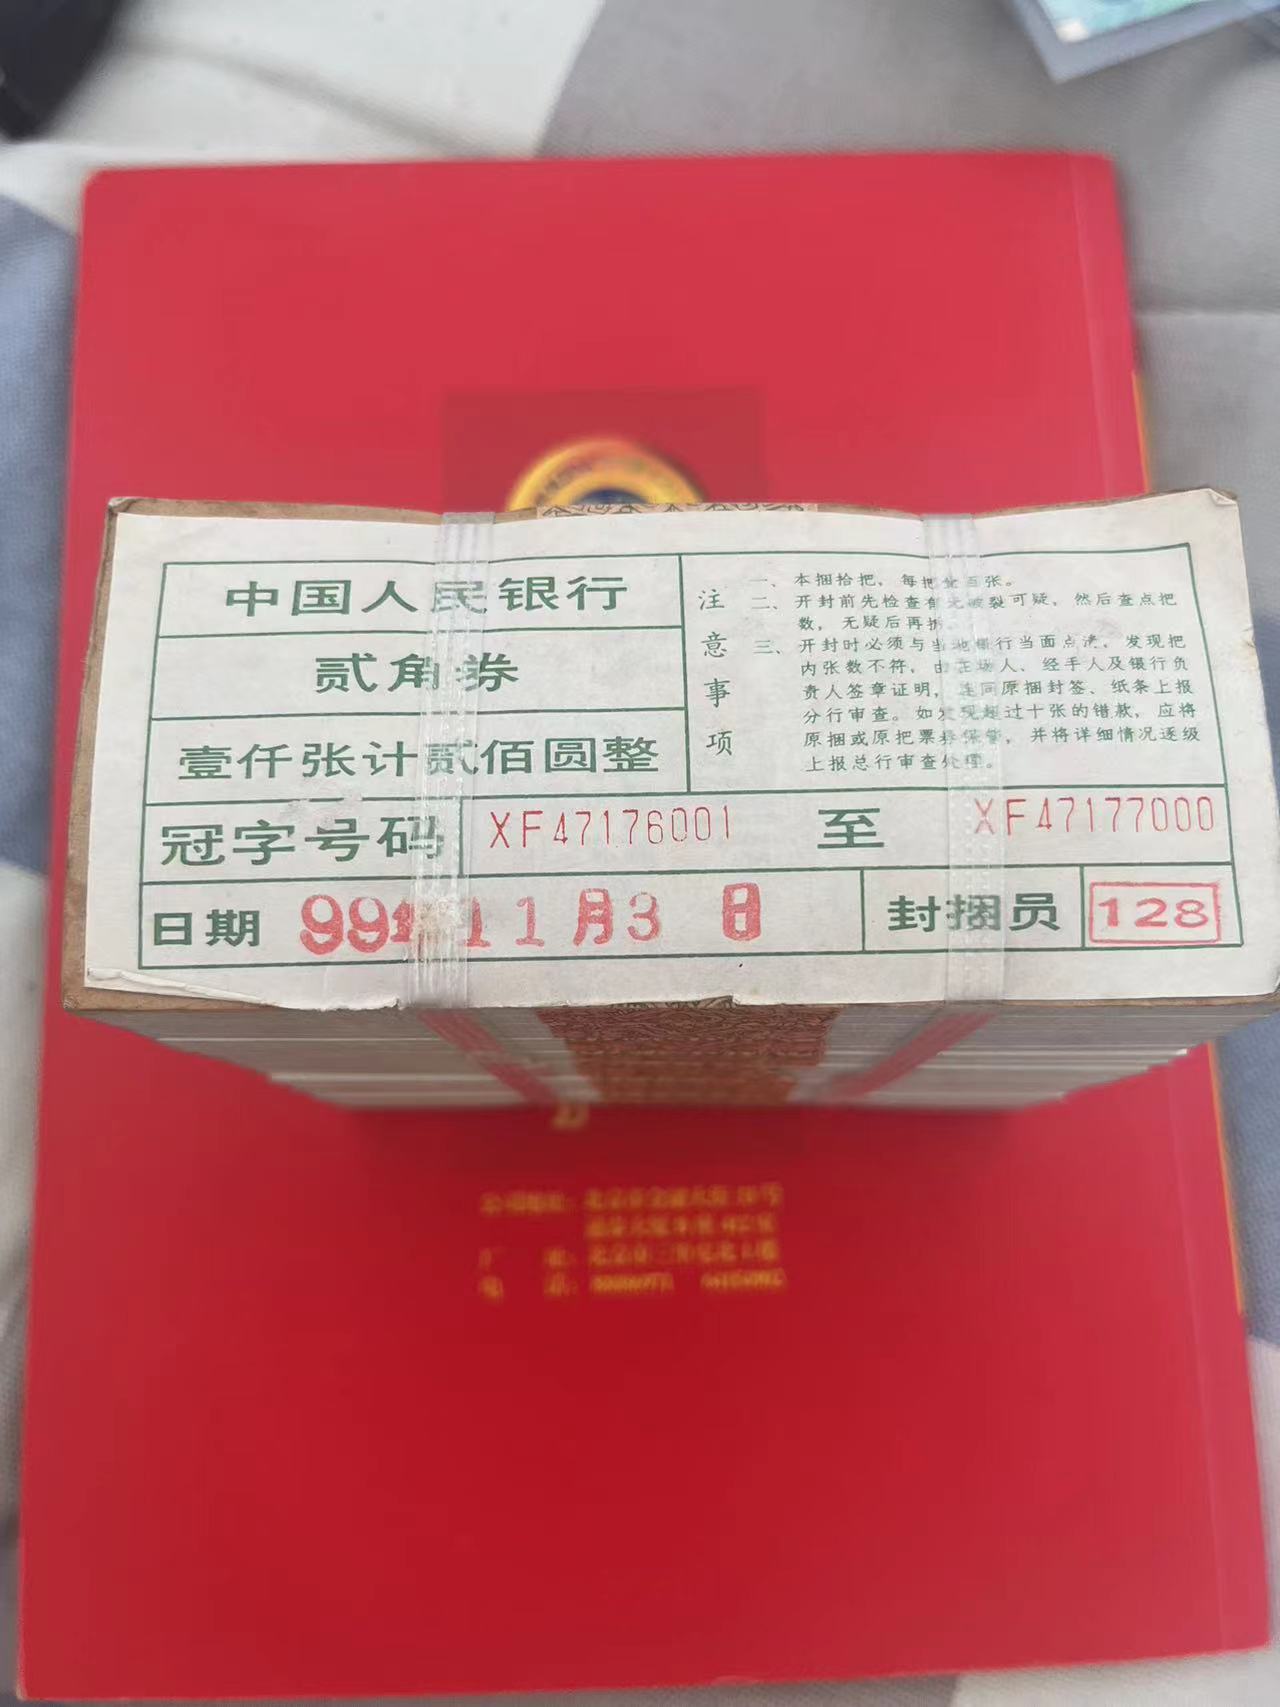 中国人民银行
贰角券
壹仟张计贰佰圆整
注意事项
一、本捆拾把，每把壹百张。
二、开封前先检查有无破裂可疑，然后查点把
数，无疑后再拆。
三、开封时必须与当地银行当面点洗，发现把
内张数不符，由在场人、经手人及银行负
责人签章证明，连同原捆封签、纸条上报
分行审查。如发现超过十张的错款，应将
原捆或原把票券保管，并将详细情况逐级
上报总行审查处理。
冠字号码 XF47176001 至 XF47177000
日期 99年11月3日 封捆员 128